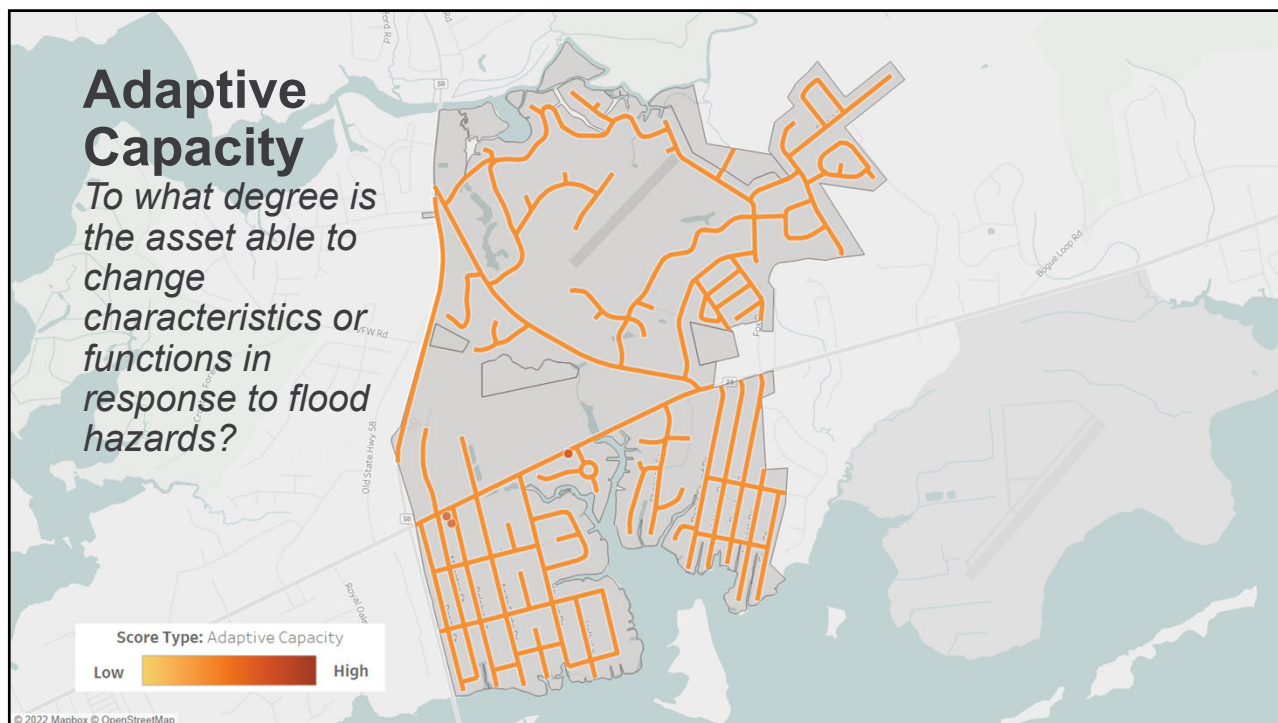 Adaptive
Capacity
To what degree is
the asset able to
change
characteristics or
functions in
response to flood
hazards?
58
Bogue Loop Rd
VFW Rd
Old State Hwy 58
24
58
Royal Oaks
Score Type: Adaptive Capacity
Low
High
© 2022 Mapbox © OpenStreetMap